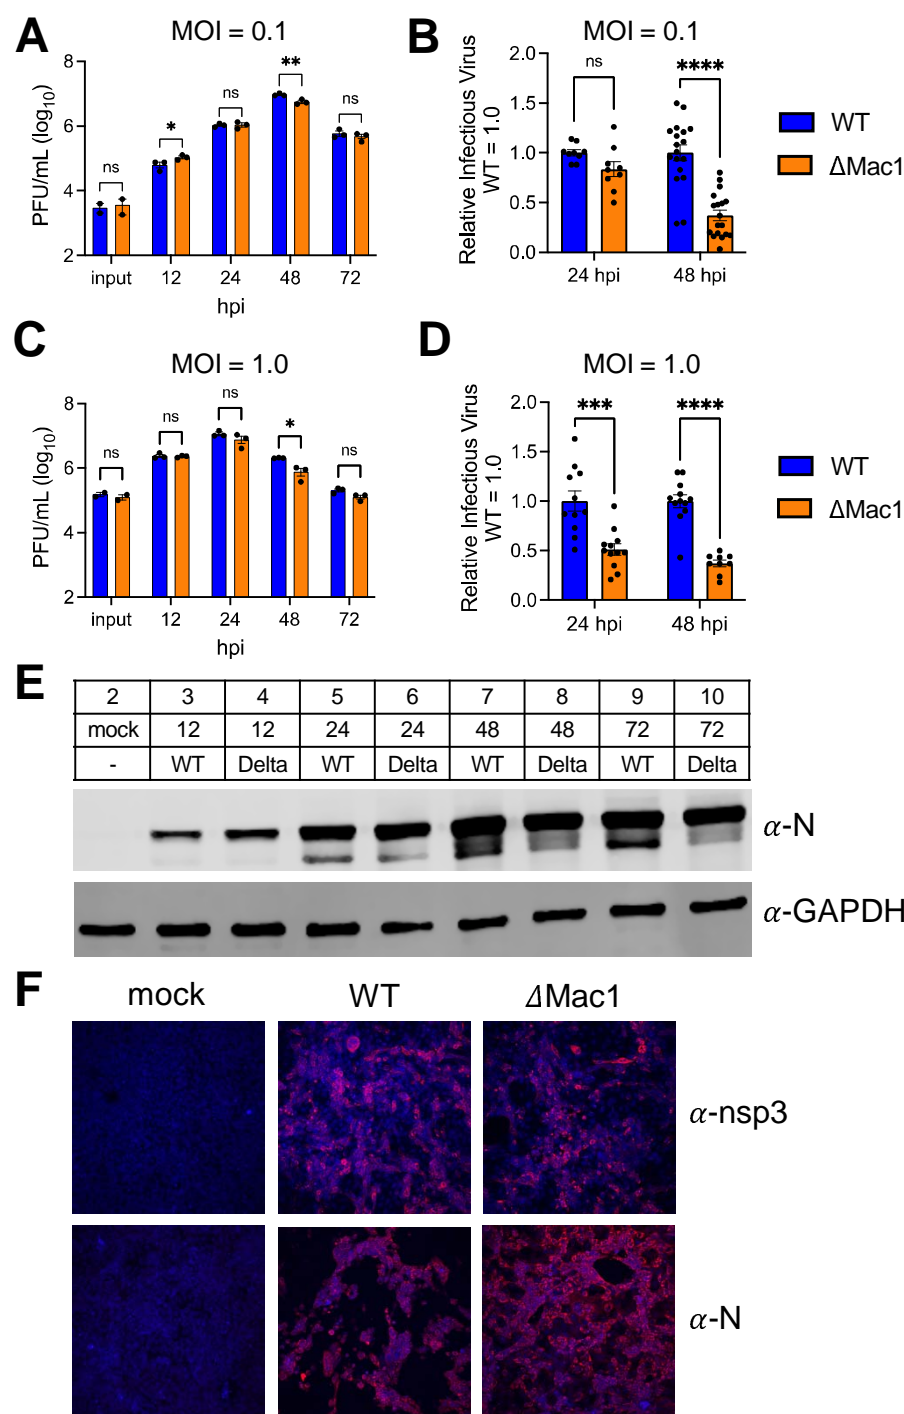 A
MOI = 0.1
PFU/mL (log10)
8
6
4
2
ns
*
ns
**
ns
input 12 24 48 72
hpi
B
MOI = 0.1
Relative Infectious Virus
WT = 1.0
2.0
1.5
1.0
0.5
0.0
ns
****
24 hpi 48 hpi
WT
ΔMac1
C
MOI = 1.0
PFU/mL (log10)
8
6
4
2
ns
ns
ns
*
ns
input 12 24 48 72
hpi
D
MOI = 1.0
Relative Infectious Virus
WT = 1.0
2.0
1.5
1.0
0.5
0.0
***
****
24 hpi 48 hpi
WT
ΔMac1
E
2 3 4 5 6 7 8 9 10
mock 12 12 24 24 48 48 72 72
- WT Delta WT Delta WT Delta WT Delta
α-N
α-GAPDH
F
mock WT ΔMac1
α-nsp3
α-N